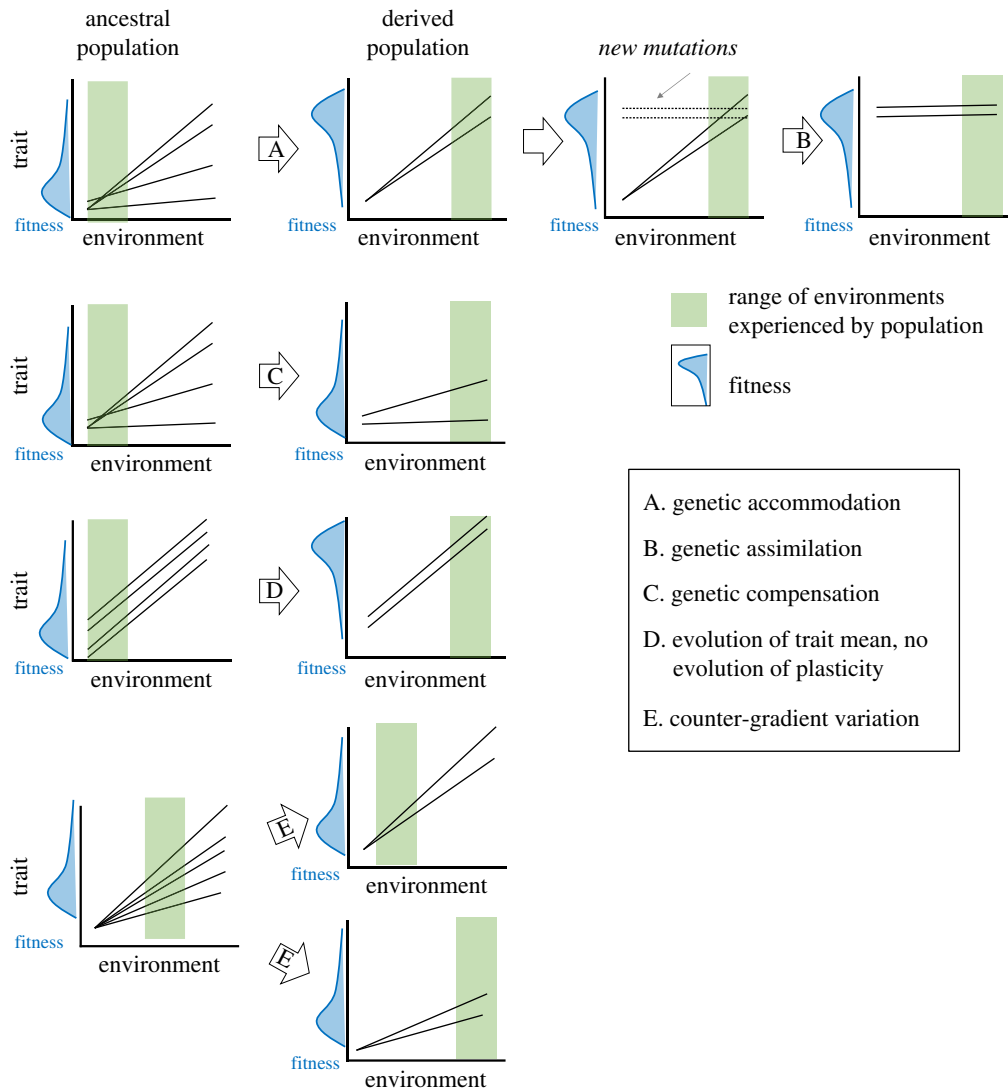 ancestral
population
derived
population
new mutations
trait
A
B
fitness
environment
fitness
environment
fitness
environment
fitness
environment
range of environments
experienced by population
fitness
trait
C
fitness
environment
fitness
environment
trait
D
fitness
environment
fitness
environment
A. genetic accommodation
B. genetic assimilation
C. genetic compensation
D. evolution of trait mean, no
evolution of plasticity
E. counter-gradient variation
trait
E
fitness
environment
fitness
environment
E
fitness
environment